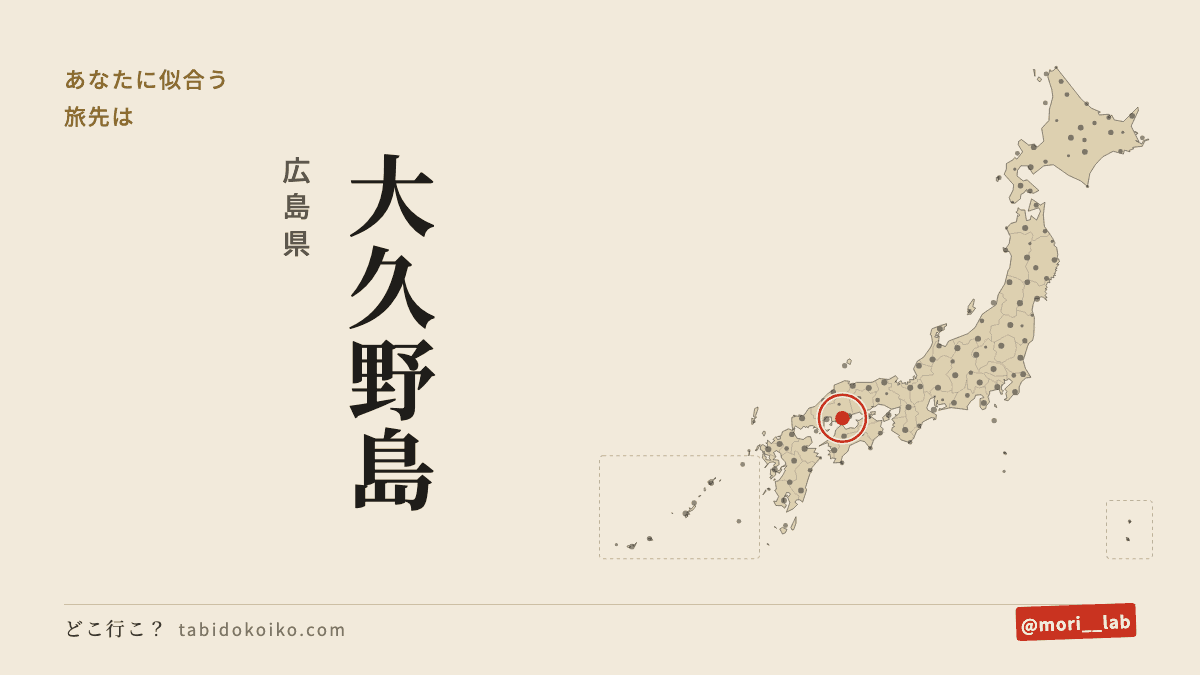 あなたに似合う
旅先は
大久野島
広島県
どこ行こ？ tabidokoiko.com
@mori__lab